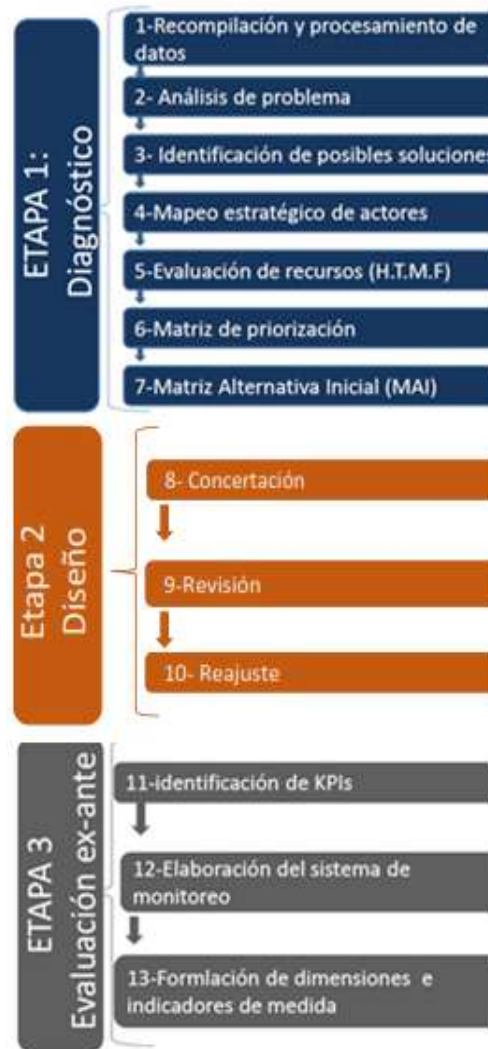 ETAPA 1:
Diagnóstico
1-Recompilación y procesamiento de
datos
2- Análisis de problema
3- Identificación de posibles soluciones
4-Mapeo estratégico de actores
5-Evaluación de recursos (H.T.M.F)
6-Matriz de priorización
7-Matriz Alternativa Inicial (MAI)
Etapa 2
Diseño
8- Concertación
9-Revisión
10- Reajuste
ETAPA 3
Evaluación ex-ante
11-identificación de KPIs
12-Elaboración del sistema de
monitoreo
13-Formlación de dimensiones e
indicadores de medida